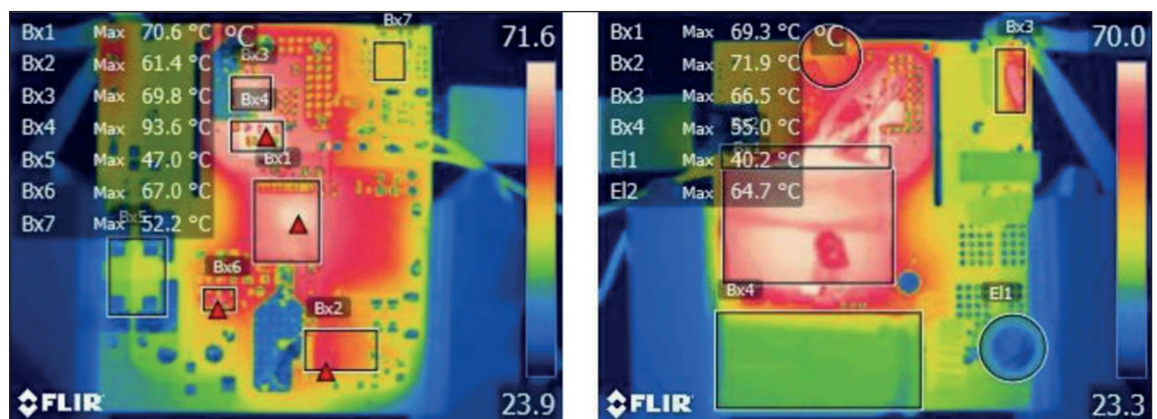 Bx1 Max 70.6 °C °C 71.6
Bx2 Max 61.4 °C
Bx3 Max 69.8 °C
Bx4 Max 93.6 °C
Bx5 Max 47.0 °C
Bx6 Max 67.0 °C
Bx7 Max 52.2 °C
Bx7
Bx3
Bx4
Bx1
Bx5
Bx6
Bx2
FLIR 23.9
Bx1 Max 69.3 °C °C 70.0
Bx2 Max 71.9 °C
Bx3 Max 66.5 °C
Bx4 Max 55.0 °C
El1 Max 40.2 °C
El2 Max 64.7 °C
Bx3
Bx4
El1
FLIR 23.3